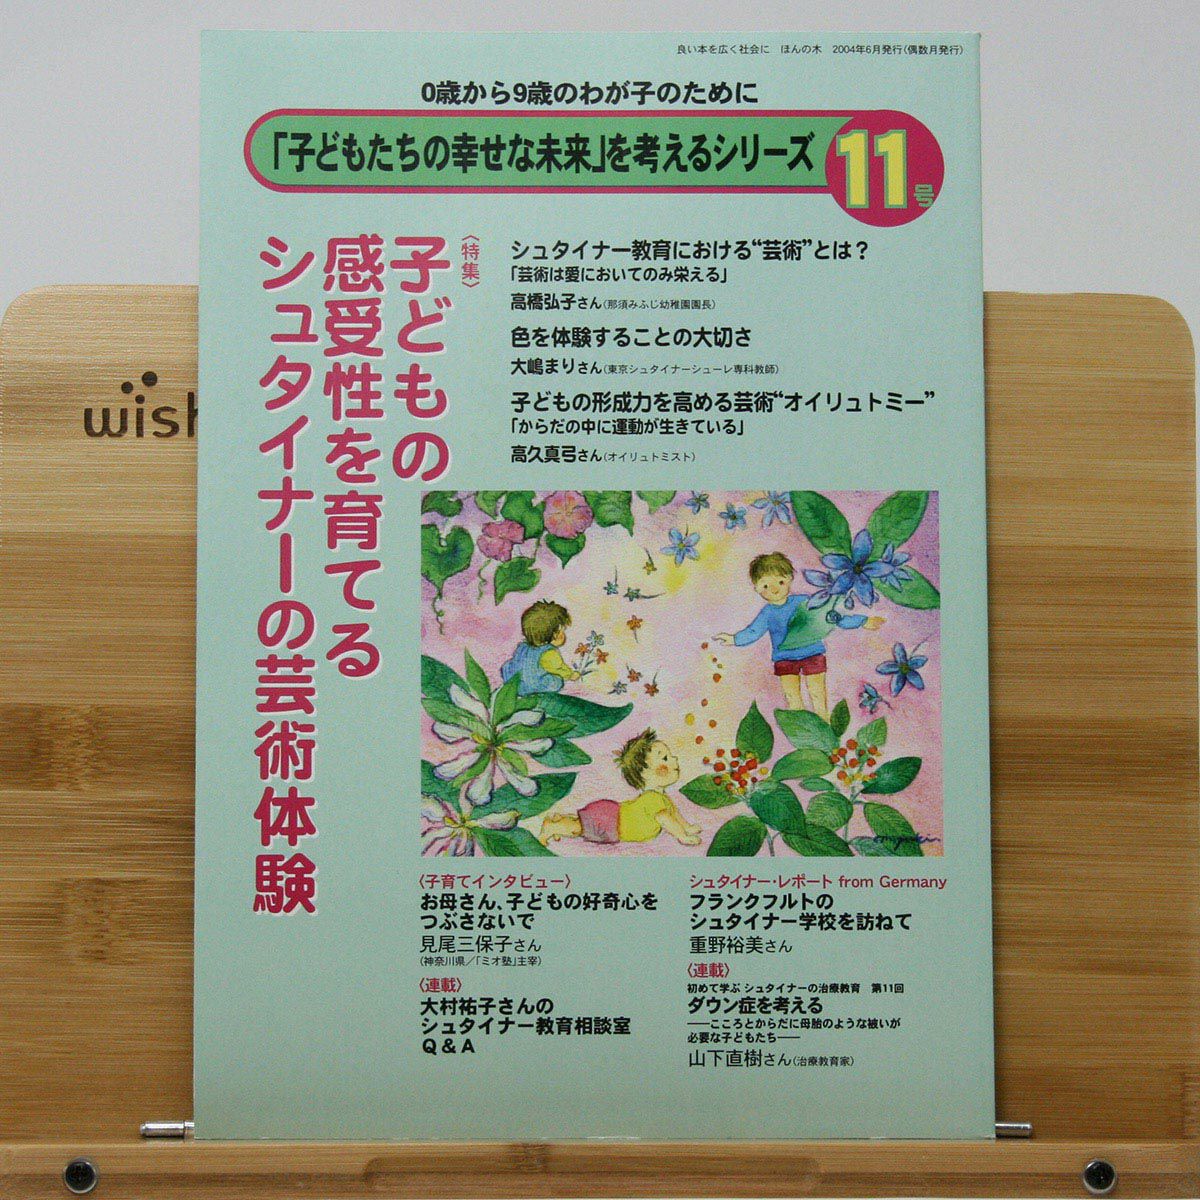 良い本を広く社会に　ほんの木　2004年6月発行(偶数月発行)
0歳から9歳のわが子のために
「子どもたちの幸せな未来」を考えるシリーズ
11号
〈特集〉
子どもの
感受性を育てる
シュタイナーの芸術体験
シュタイナー教育における“芸術”とは？
「芸術は愛においてのみ栄える」
高橋弘子さん(那須みふじ幼稚園園長)
色を体験することの大切さ
大嶋まりさん(東京シュタイナーシューレ専科教師)
子どもの形成力を高める芸術“オイリュトミー”
「からだの中に運動が生きている」
高久真弓さん(オイリュトミスト)
wish
〈子育てインタビュー〉
お母さん、子どもの好奇心を
つぶさないで
見尾三保子さん
(神奈川県／「ミオ塾」主宰)
〈連載〉
大村祐子さんの
シュタイナー教育相談室
Q&A
シュタイナー・レポート from Germany
フランクフルトの
シュタイナー学校を訪ねて
重野裕美さん
〈連載〉
初めて学ぶ シュタイナーの治療教育　第11回
ダウン症を考える
――こころとからだに母胎のような被いが
必要な子どもたち――
山下直樹さん(治療教育家)